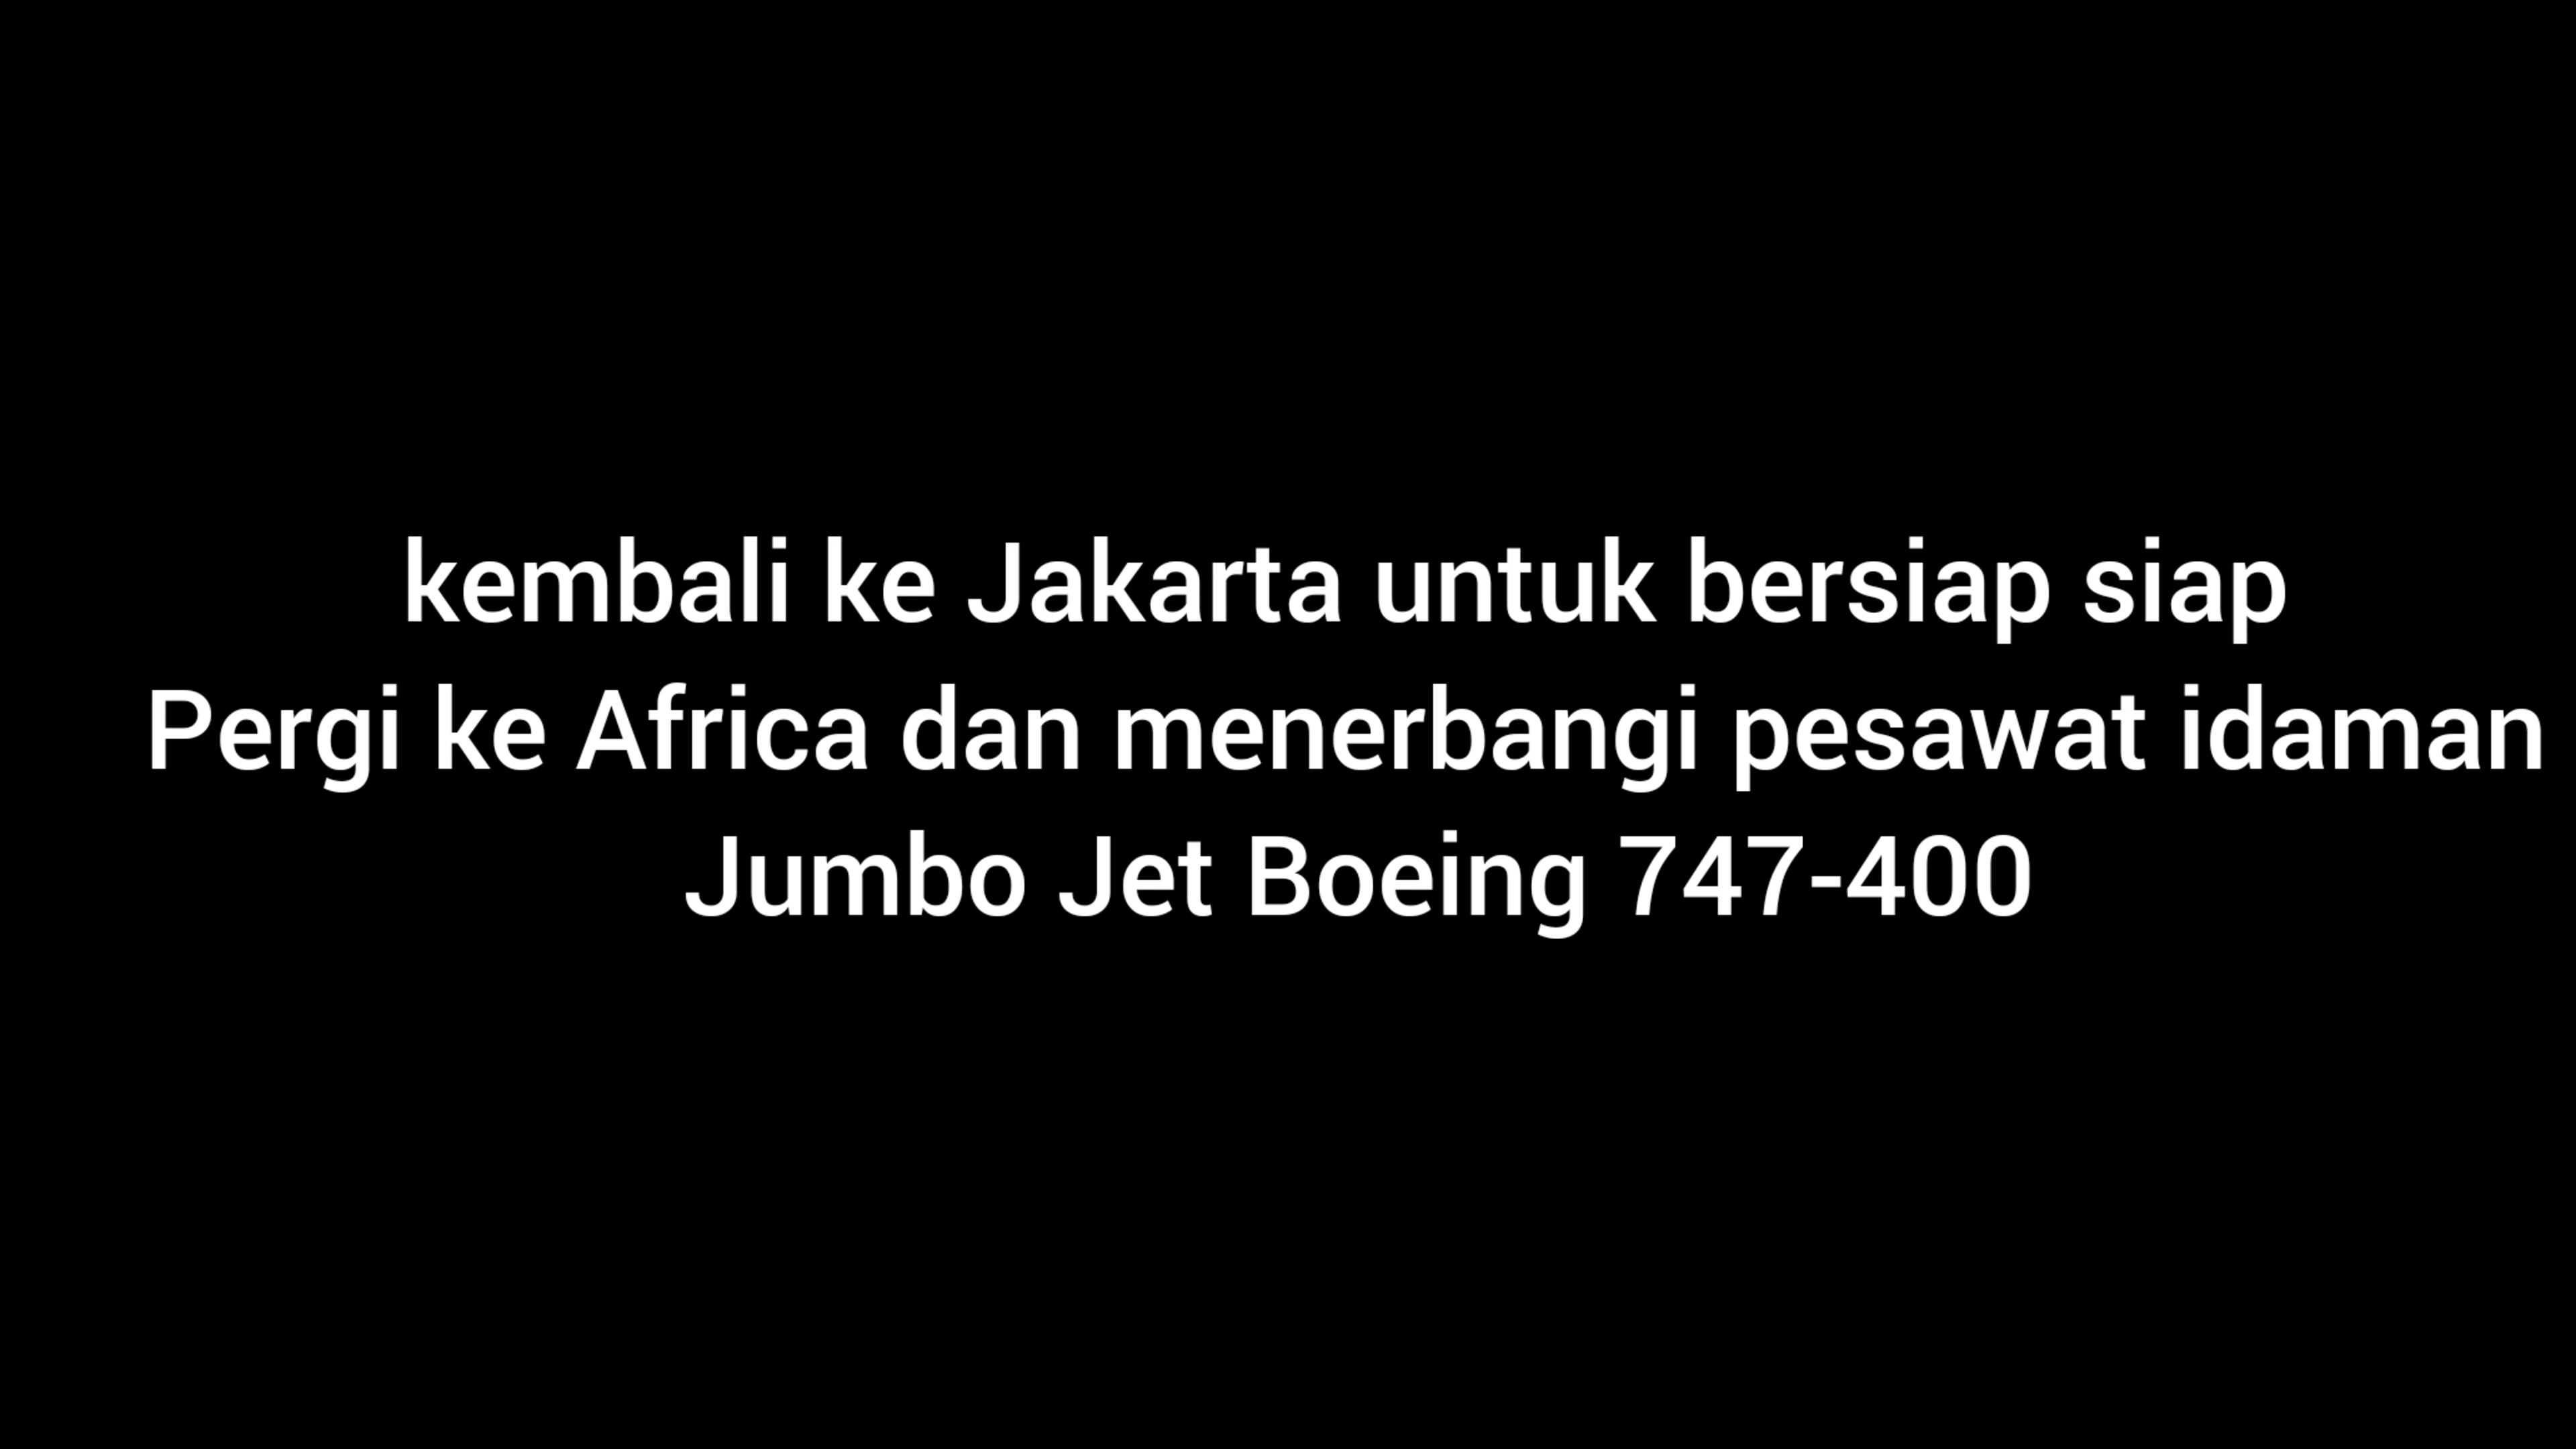 kembali ke Jakarta untuk bersiap siap
Pergi ke Africa dan menerbangi pesawat idaman
Jumbo Jet Boeing 747-400